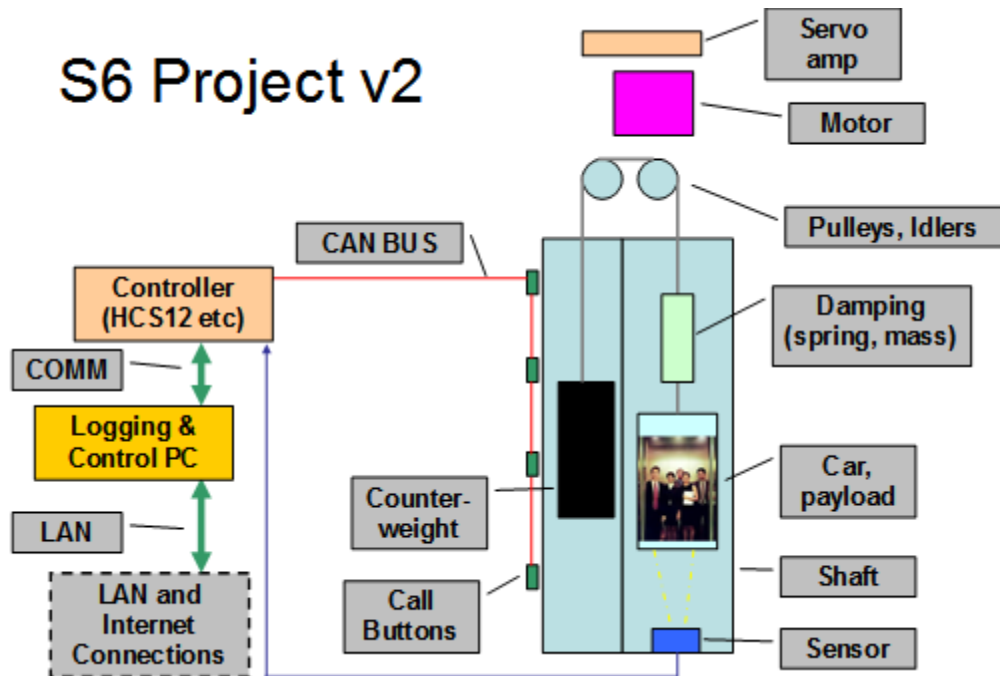 S6 Project v2
Servo
amp
Motor
Pulleys, Idlers
CAN BUS
Controller
(HCS12 etc)
Damping
(spring, mass)
COMM
Logging &
Control PC
Car,
payload
Counter-
weight
LAN
Shaft
LAN and
Internet
Connections
Call
Buttons
Sensor